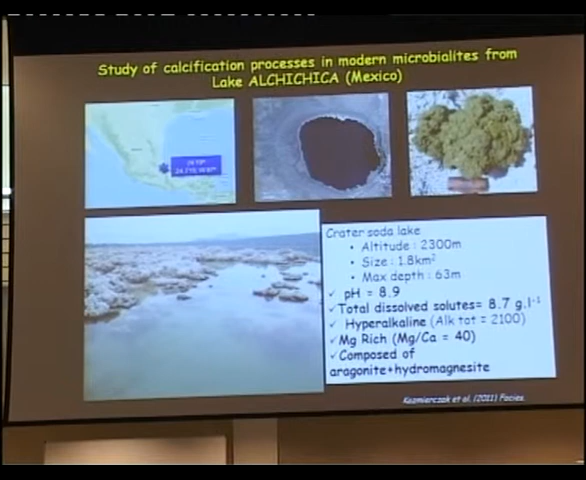 Study of calcification processes in modern microbialites from
Lake ALCHICHICA (Mexico)
Crater soda lake
• Altitude : 2300m
• Size : 1.8km²
• Max depth : 63m
✓ pH = 8.9
✓ Total dissolved solutes= 8.7 g.l⁻¹
✓ Hyperalkaline (Alk tot = 2100)
✓ Mg Rich (Mg/Ca = 40)
✓ Composed of
aragonite+hydromagnesite
Kazmierczak et al. (2011) Facies.